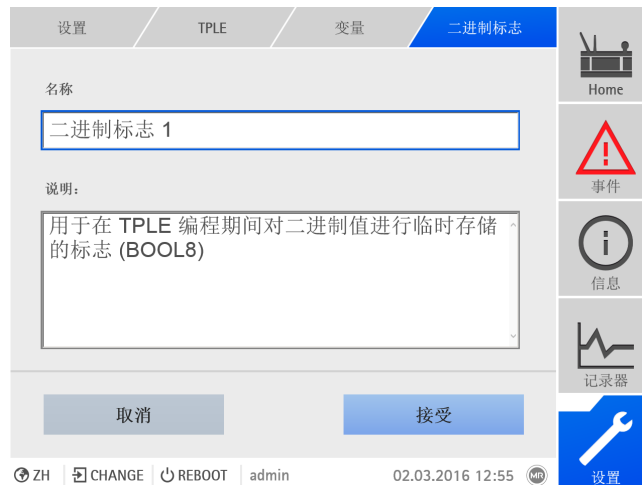 设置 TPLE 变量 二进制标志
名称
二进制标志 1
说明:
用于在 TPLE 编程期间对二进制值进行临时存储
的标志 (BOOL8)
取消 接受
ZH CHANGE REBOOT admin 02.03.2016 12:55 MR
Home
事件
信息
记录器
设置